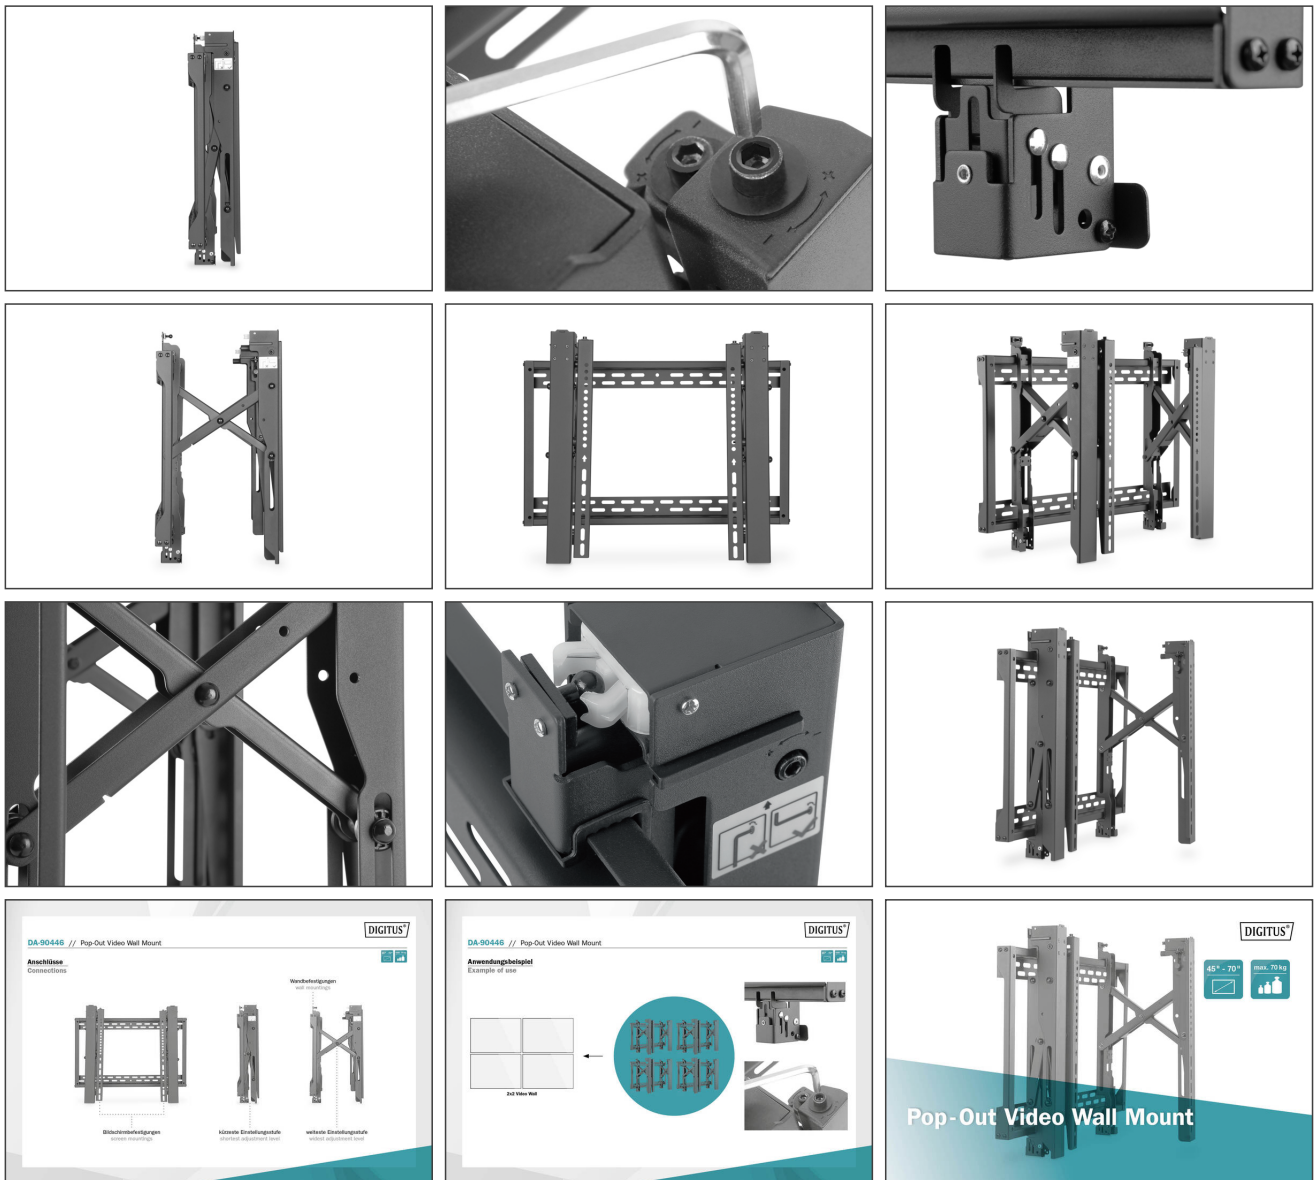 DIGITUS®
DA-90446 // Pop-Out Video Wall Mount
Anschlüsse
Connections
Wandbefestigungen
wall mountings
Bildschirmbefestigungen
screen mountings
kürzeste Einstellungsstufe
shortest adjustment level
weiteste Einstellungsstufe
widest adjustment level
DIGITUS®
DA-90446 // Pop-Out Video Wall Mount
Anwendungsbeispiel
Example of use
2x2 Video Wall
DIGITUS®
45" - 70"
max. 70 kg
Pop-Out Video Wall Mount